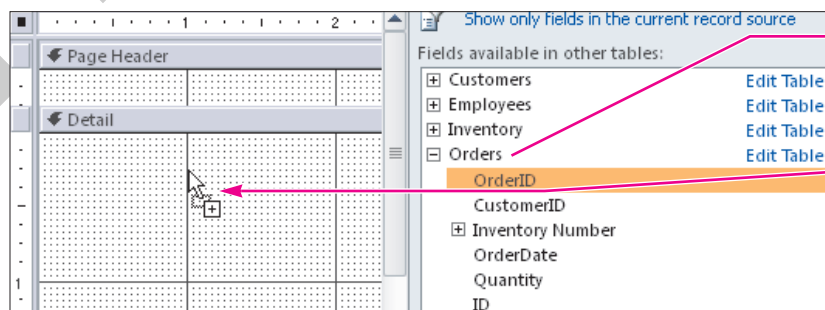 1 2
Show only fields in the current record source
Page Header
Fields available in other tables:
Customers Edit Table
Employees Edit Table
Detail
Inventory Edit Table
Orders Edit Table
OrderID
CustomerID
Inventory Number
OrderDate
Quantity
1
ID